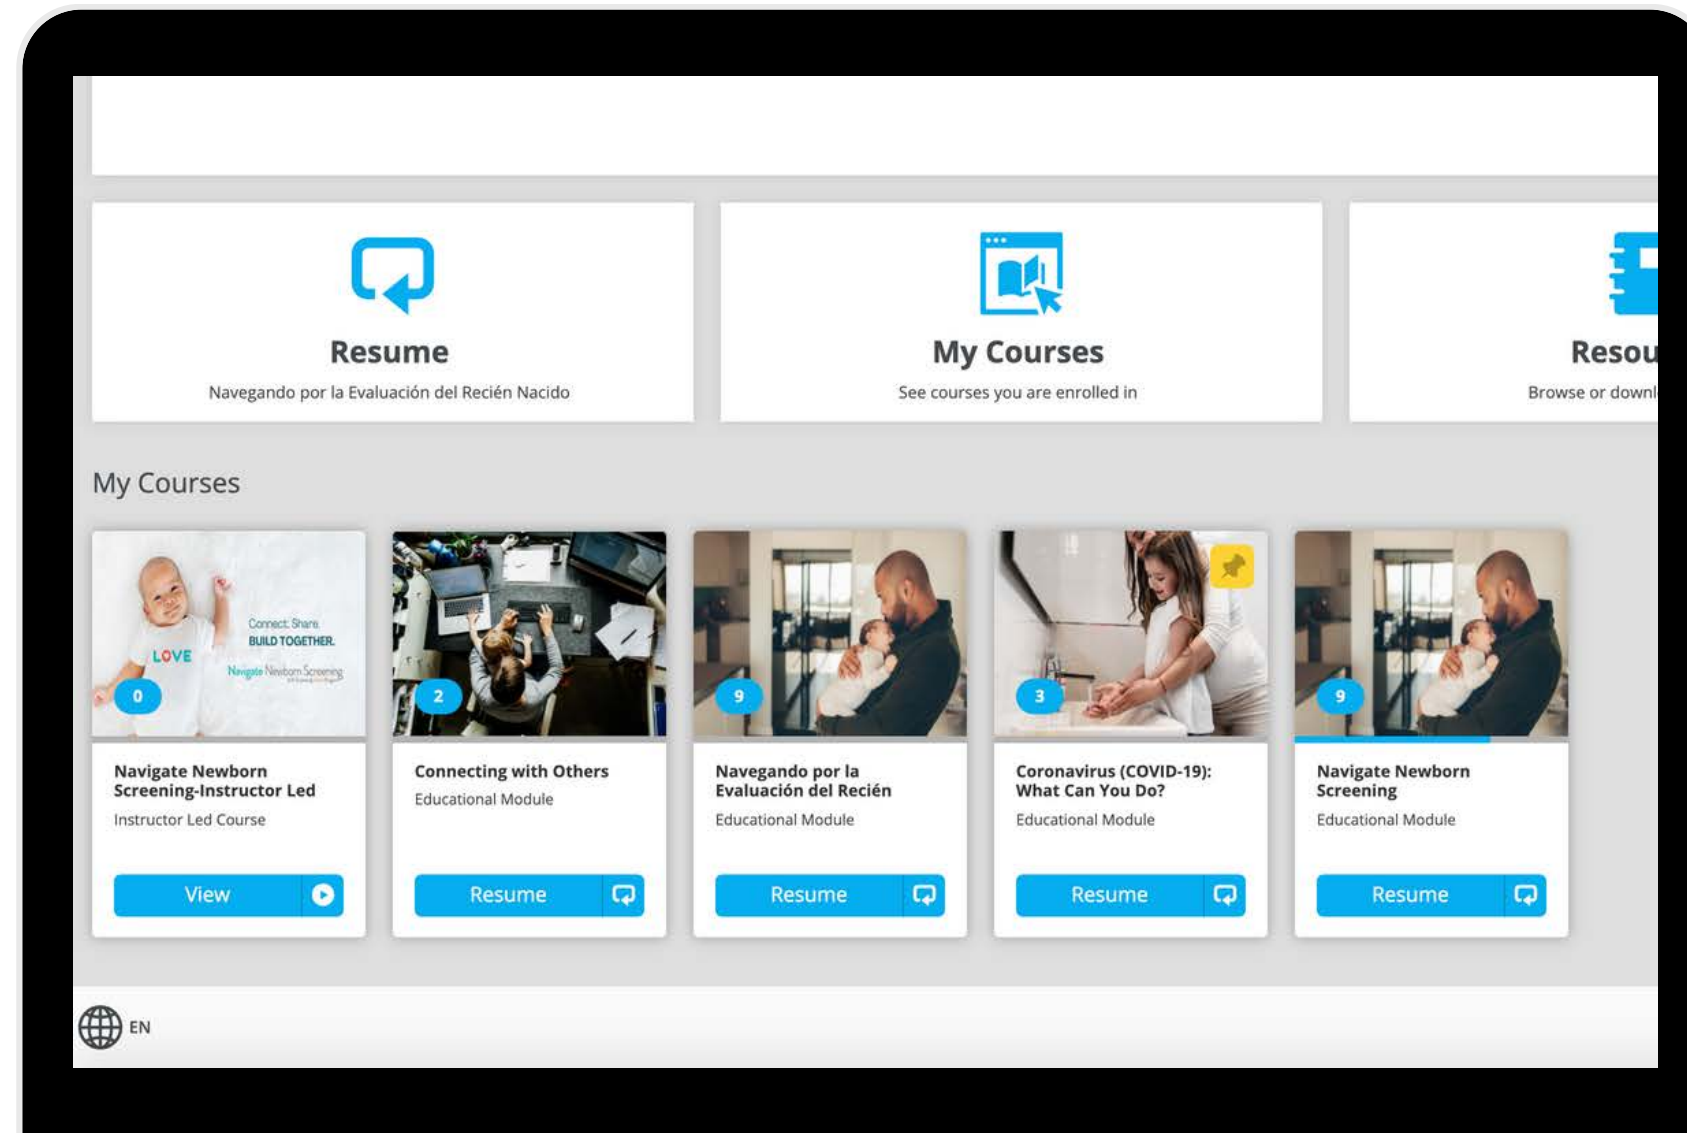 Resume
Navegando por la Evaluación del Recién Nacido
My Courses
See courses you are enrolled in
Resou
Browse or downl
My Courses
LOVE
Connect. Share.
BUILD TOGETHER.
Navigate Newborn Screening
0
Navigate Newborn
Screening-Instructor Led
Instructor Led Course
View
2
Connecting with Others
Educational Module
Resume
9
Navegando por la
Evaluación del Recién
Educational Module
Resume
3
Coronavirus (COVID-19):
What Can You Do?
Educational Module
Resume
9
Navigate Newborn
Screening
Educational Module
Resume
EN